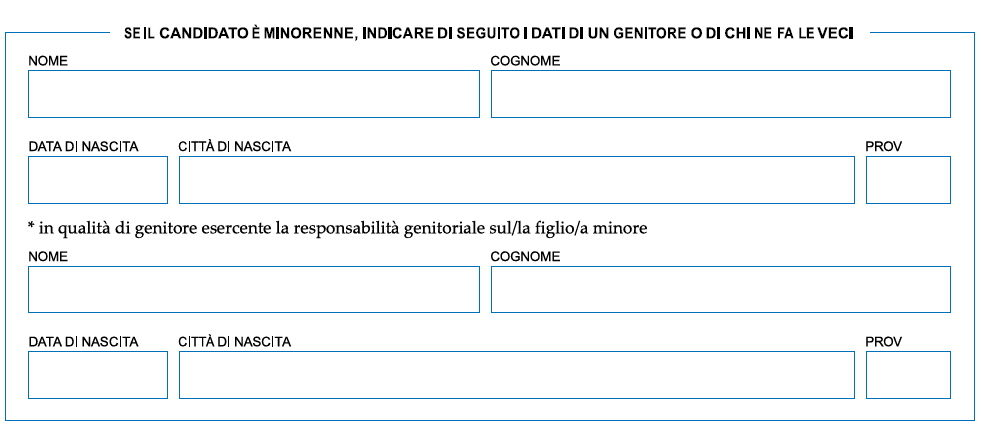 SE IL CANDIDATO È MINORENNE, INDICARE DI SEGUITO I DATI DI UN GENITORE O DI CHI NE FA LE VECI
NOME COGNOME
DATA DI NASCITA CITTÀ DI NASCITA PROV
* in qualità di genitore esercente la responsabilità genitoriale sul/la figlio/a minore
NOME COGNOME
DATA DI NASCITA CITTÀ DI NASCITA PROV